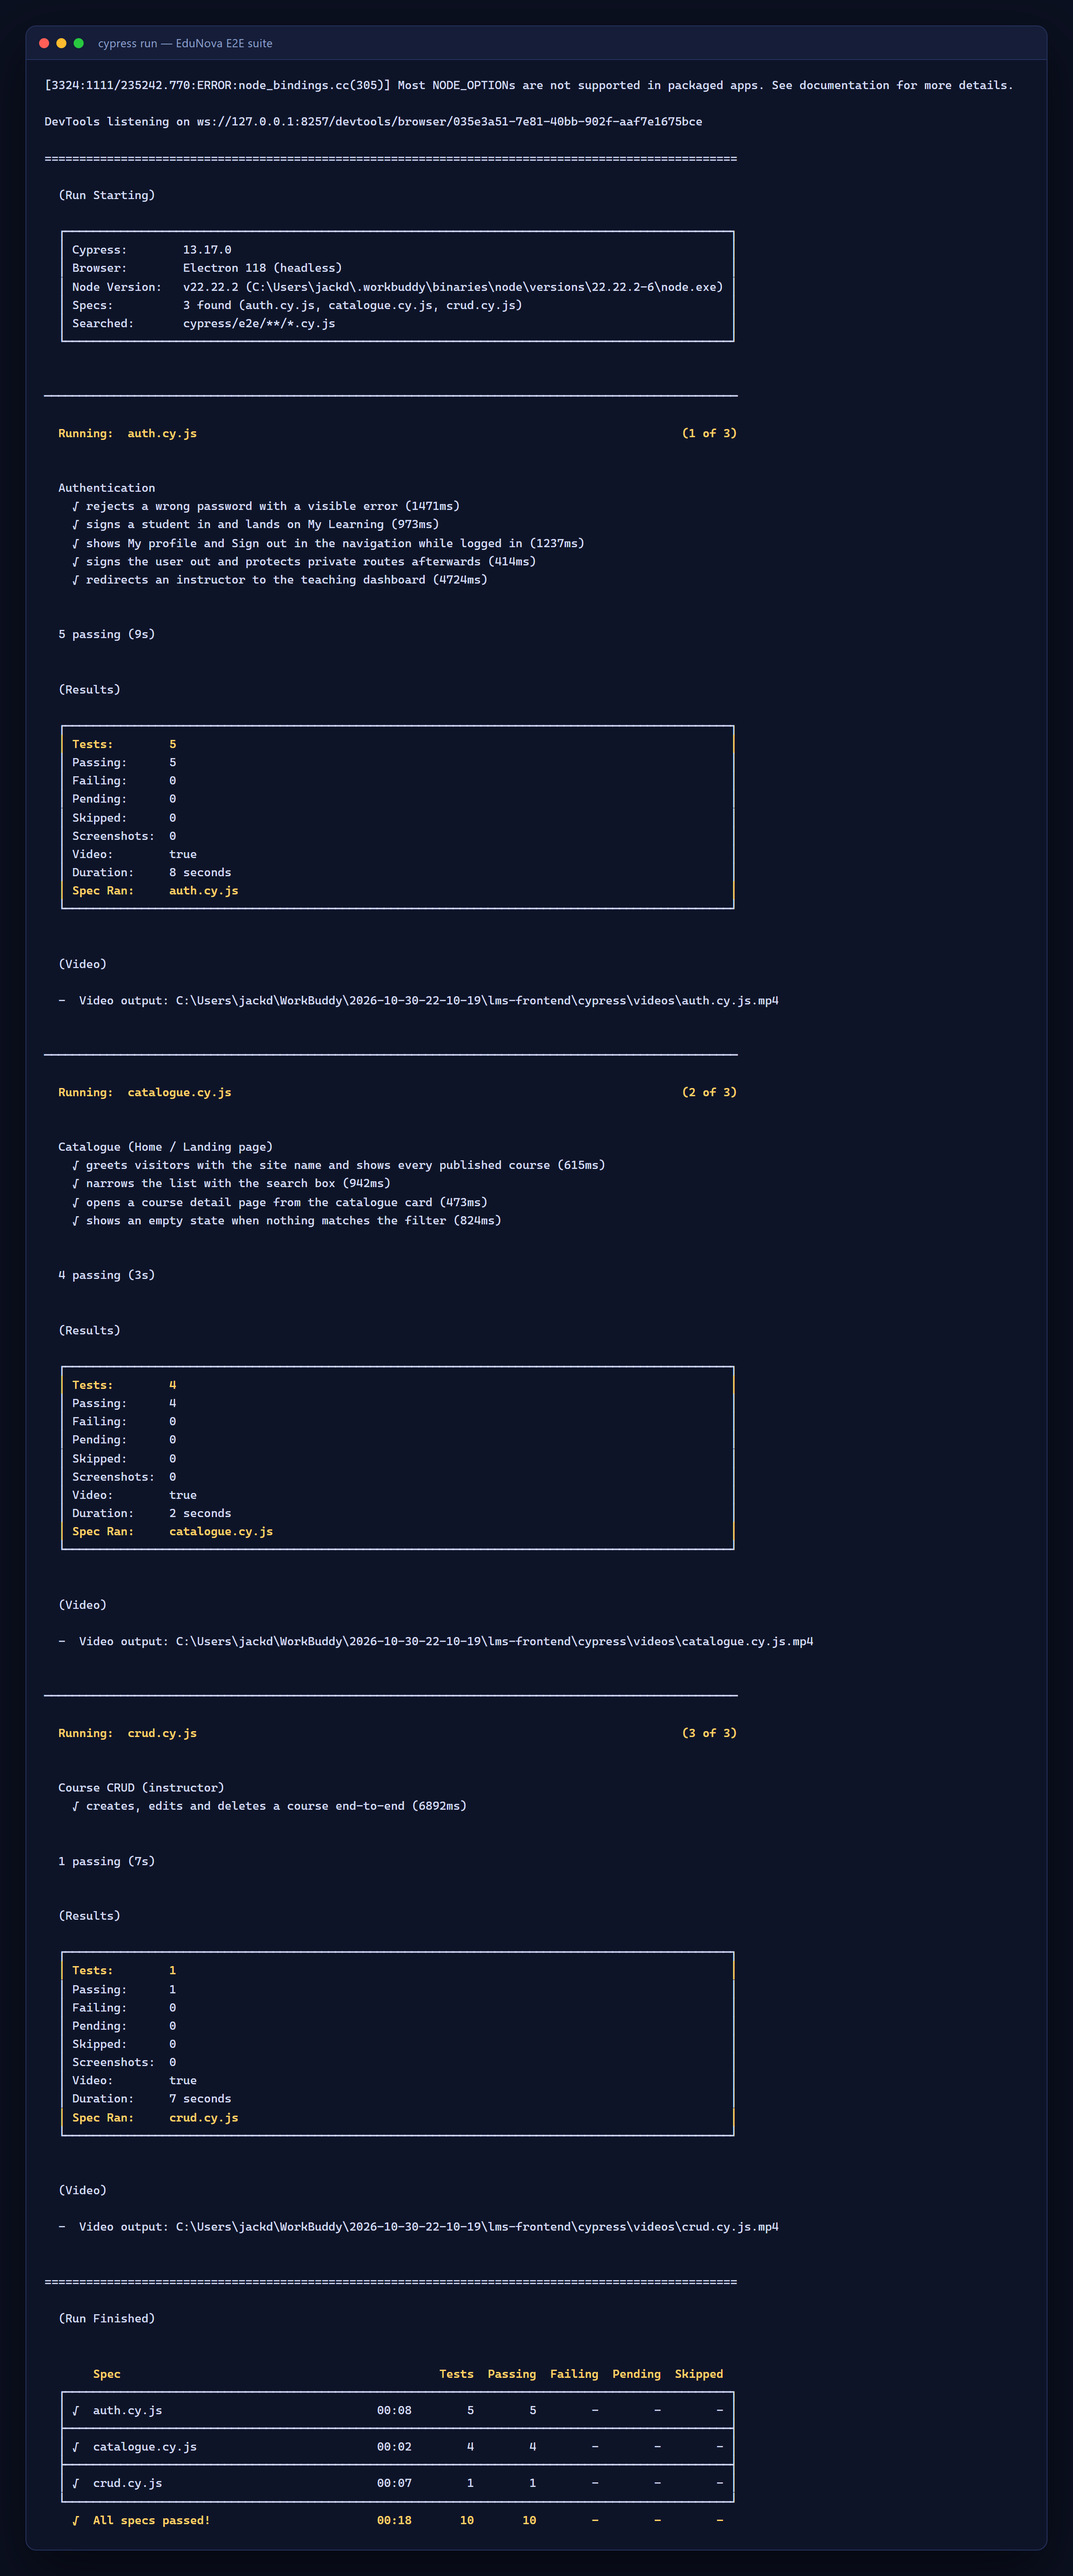 cypress run — EduNova E2E suite
[3324:1111/235242.770:ERROR:node_bindings.cc(305)] Most NODE_OPTIONs are not supported in packaged apps. See documentation for more details.
DevTools listening on ws://127.0.0.1:8257/devtools/browser/035e3a51-7e81-40bb-902f-aaf7e1675bce
====================================================================================================
(Run Starting)
Cypress: 13.17.0
Browser: Electron 118 (headless)
Node Version: v22.22.2 (C:\Users\jackd\.workbuddy\binaries\node\versions\22.22.2-6\node.exe)
Specs: 3 found (auth.cy.js, catalogue.cy.js, crud.cy.js)
Searched: cypress/e2e/**/*.cy.js
Running: auth.cy.js (1 of 3)
Authentication
√ rejects a wrong password with a visible error (1471ms)
√ signs a student in and lands on My Learning (973ms)
√ shows My profile and Sign out in the navigation while logged in (1237ms)
√ signs the user out and protects private routes afterwards (414ms)
√ redirects an instructor to the teaching dashboard (4724ms)
5 passing (9s)
(Results)
Tests: 5
Passing: 5
Failing: 0
Pending: 0
Skipped: 0
Screenshots: 0
Video: true
Duration: 8 seconds
Spec Ran: auth.cy.js
(Video)
- Video output: C:\Users\jackd\WorkBuddy\2026-10-30-22-10-19\lms-frontend\cypress\videos\auth.cy.js.mp4
Running: catalogue.cy.js (2 of 3)
Catalogue (Home / Landing page)
√ greets visitors with the site name and shows every published course (615ms)
√ narrows the list with the search box (942ms)
√ opens a course detail page from the catalogue card (473ms)
√ shows an empty state when nothing matches the filter (824ms)
4 passing (3s)
(Results)
Tests: 4
Passing: 4
Failing: 0
Pending: 0
Skipped: 0
Screenshots: 0
Video: true
Duration: 2 seconds
Spec Ran: catalogue.cy.js
(Video)
- Video output: C:\Users\jackd\WorkBuddy\2026-10-30-22-10-19\lms-frontend\cypress\videos\catalogue.cy.js.mp4
Running: crud.cy.js (3 of 3)
Course CRUD (instructor)
√ creates, edits and deletes a course end-to-end (6892ms)
1 passing (7s)
(Results)
Tests: 1
Passing: 1
Failing: 0
Pending: 0
Skipped: 0
Screenshots: 0
Video: true
Duration: 7 seconds
Spec Ran: crud.cy.js
(Video)
- Video output: C:\Users\jackd\WorkBuddy\2026-10-30-22-10-19\lms-frontend\cypress\videos\crud.cy.js.mp4
====================================================================================================
(Run Finished)
Spec Tests Passing Failing Pending Skipped
√ auth.cy.js 00:08 5 5 - - -
√ catalogue.cy.js 00:02 4 4 - - -
√ crud.cy.js 00:07 1 1 - - -
√ All specs passed! 00:18 10 10 - - -